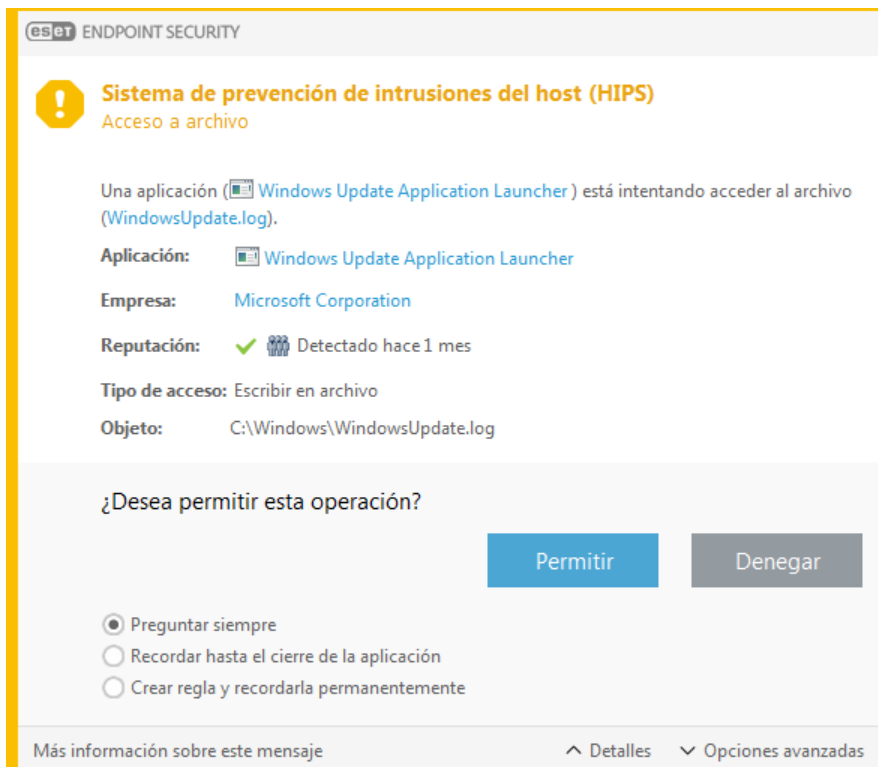 eset ENDPOINT SECURITY
Sistema de prevención de intrusiones del host (HIPS)
Acceso a archivo
Una aplicación ( Windows Update Application Launcher ) está intentando acceder al archivo
(WindowsUpdate.log).
Aplicación: Windows Update Application Launcher
Empresa: Microsoft Corporation
Reputación: Detectado hace 1 mes
Tipo de acceso: Escribir en archivo
Objeto: C:\Windows\WindowsUpdate.log
¿Desea permitir esta operación?
Permitir Denegar
Preguntar siempre
Recordar hasta el cierre de la aplicación
Crear regla y recordarla permanentemente
Más información sobre este mensaje Detalles Opciones avanzadas